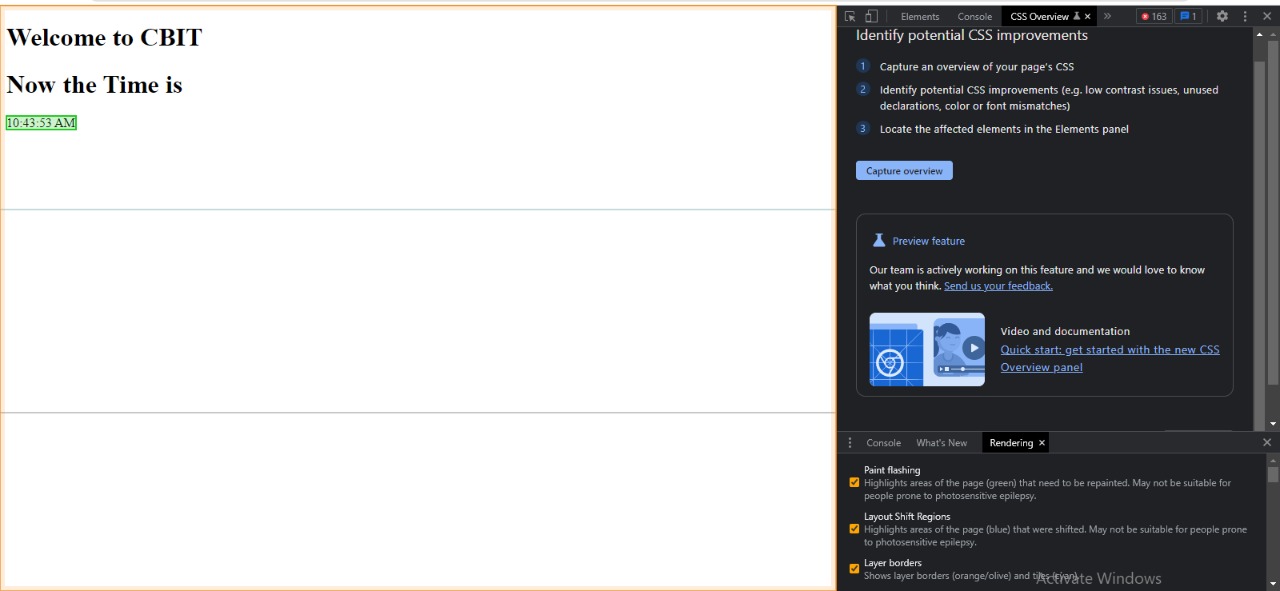 Welcome to CBIT
Now the Time is
10:43:53 AM
Elements Console CSS Overview 163 1
Identify potential CSS improvements
1 Capture an overview of your page's CSS
2 Identify potential CSS improvements (e.g. low contrast issues, unused
declarations, color or font mismatches)
3 Locate the affected elements in the Elements panel
Capture overview
Preview feature
Our team is actively working on this feature and we would love to know
what you think. Send us your feedback.
Video and documentation
Quick start: get started with the new CSS
Overview panel
Console What's New Rendering
Paint flashing
Highlights areas of the page (green) that need to be repainted. May not be suitable for
people prone to photosensitive epilepsy.
Layout Shift Regions
Highlights areas of the page (blue) that were shifted. May not be suitable for people prone
to photosensitive epilepsy.
Layer borders
Shows layer borders (orange/olive) and tiles (cyan).
Activate Windows